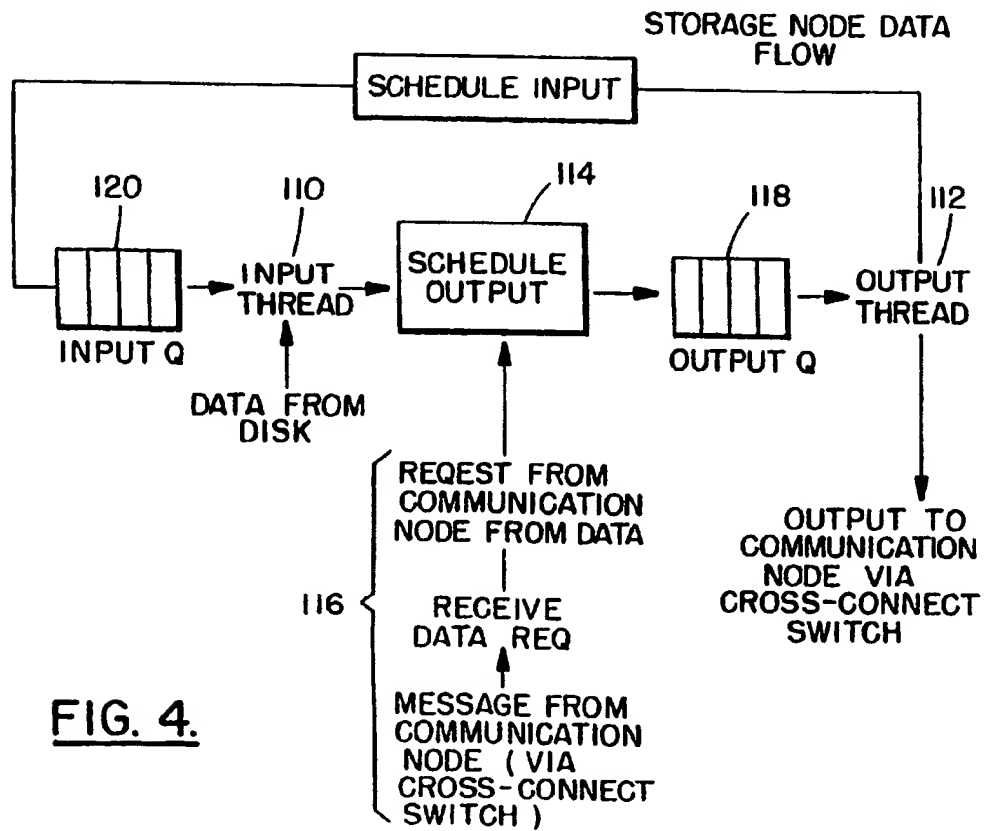 STORAGE NODE DATA
FLOW
SCHEDULE INPUT
120
110
114
118
112
INPUT
THREAD
SCHEDULE
OUTPUT
OUTPUT
THREAD
INPUT Q
OUTPUT Q
DATA FROM
DISK
116
REQEST FROM
COMMUNICATION
NODE FROM DATA
RECEIVE
DATA REQ
MESSAGE FROM
COMMUNICATION
NODE ( VIA
CROSS-CONNECT
SWITCH )
OUTPUT TO
COMMUNICATION
NODE VIA
CROSS-CONNECT
SWITCH
FIG. 4.